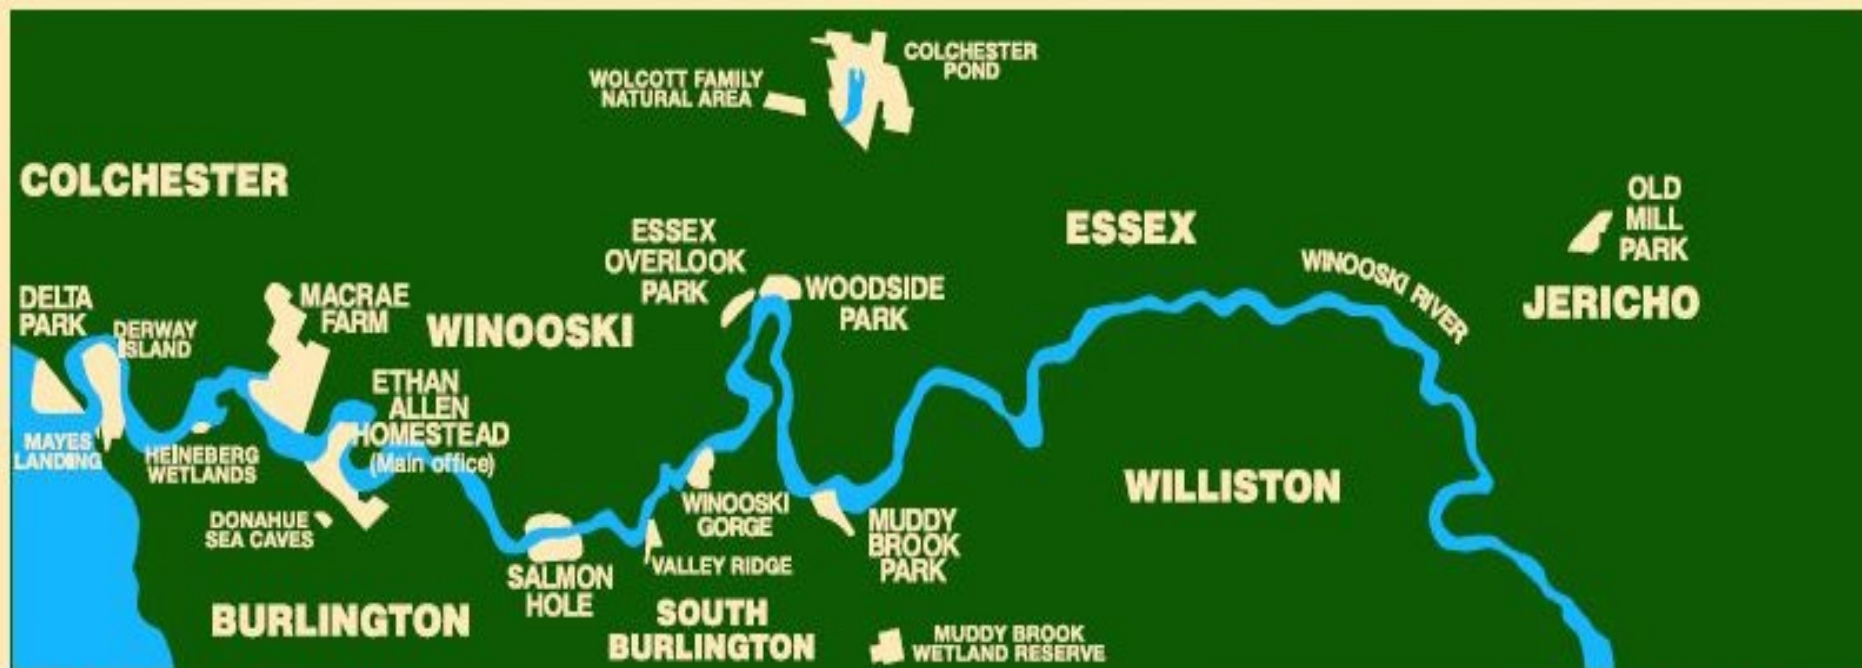 COLCHESTER
POND
WOLCOTT FAMILY
NATURAL AREA
COLCHESTER
OLD
MILL
PARK
ESSEX
ESSEX
OVERLOOK
PARK
WINOOSKI RIVER
WOODSIDE
PARK
JERICHO
DELTA
PARK
MACRAE
FARM
DERWAY
ISLAND
WINOOSKI
ETHAN
ALLEN
HOMESTEAD
(Main office)
MAYES
LANDING
HEINEBERG
WETLANDS
WILLISTON
WINOOSKI
GORGE
DONAHUE
SEA CAVES
MUDDY
BROOK
PARK
VALLEY RIDGE
SALMON
HOLE
BURLINGTON
SOUTH
BURLINGTON
MUDDY BROOK
WETLAND RESERVE